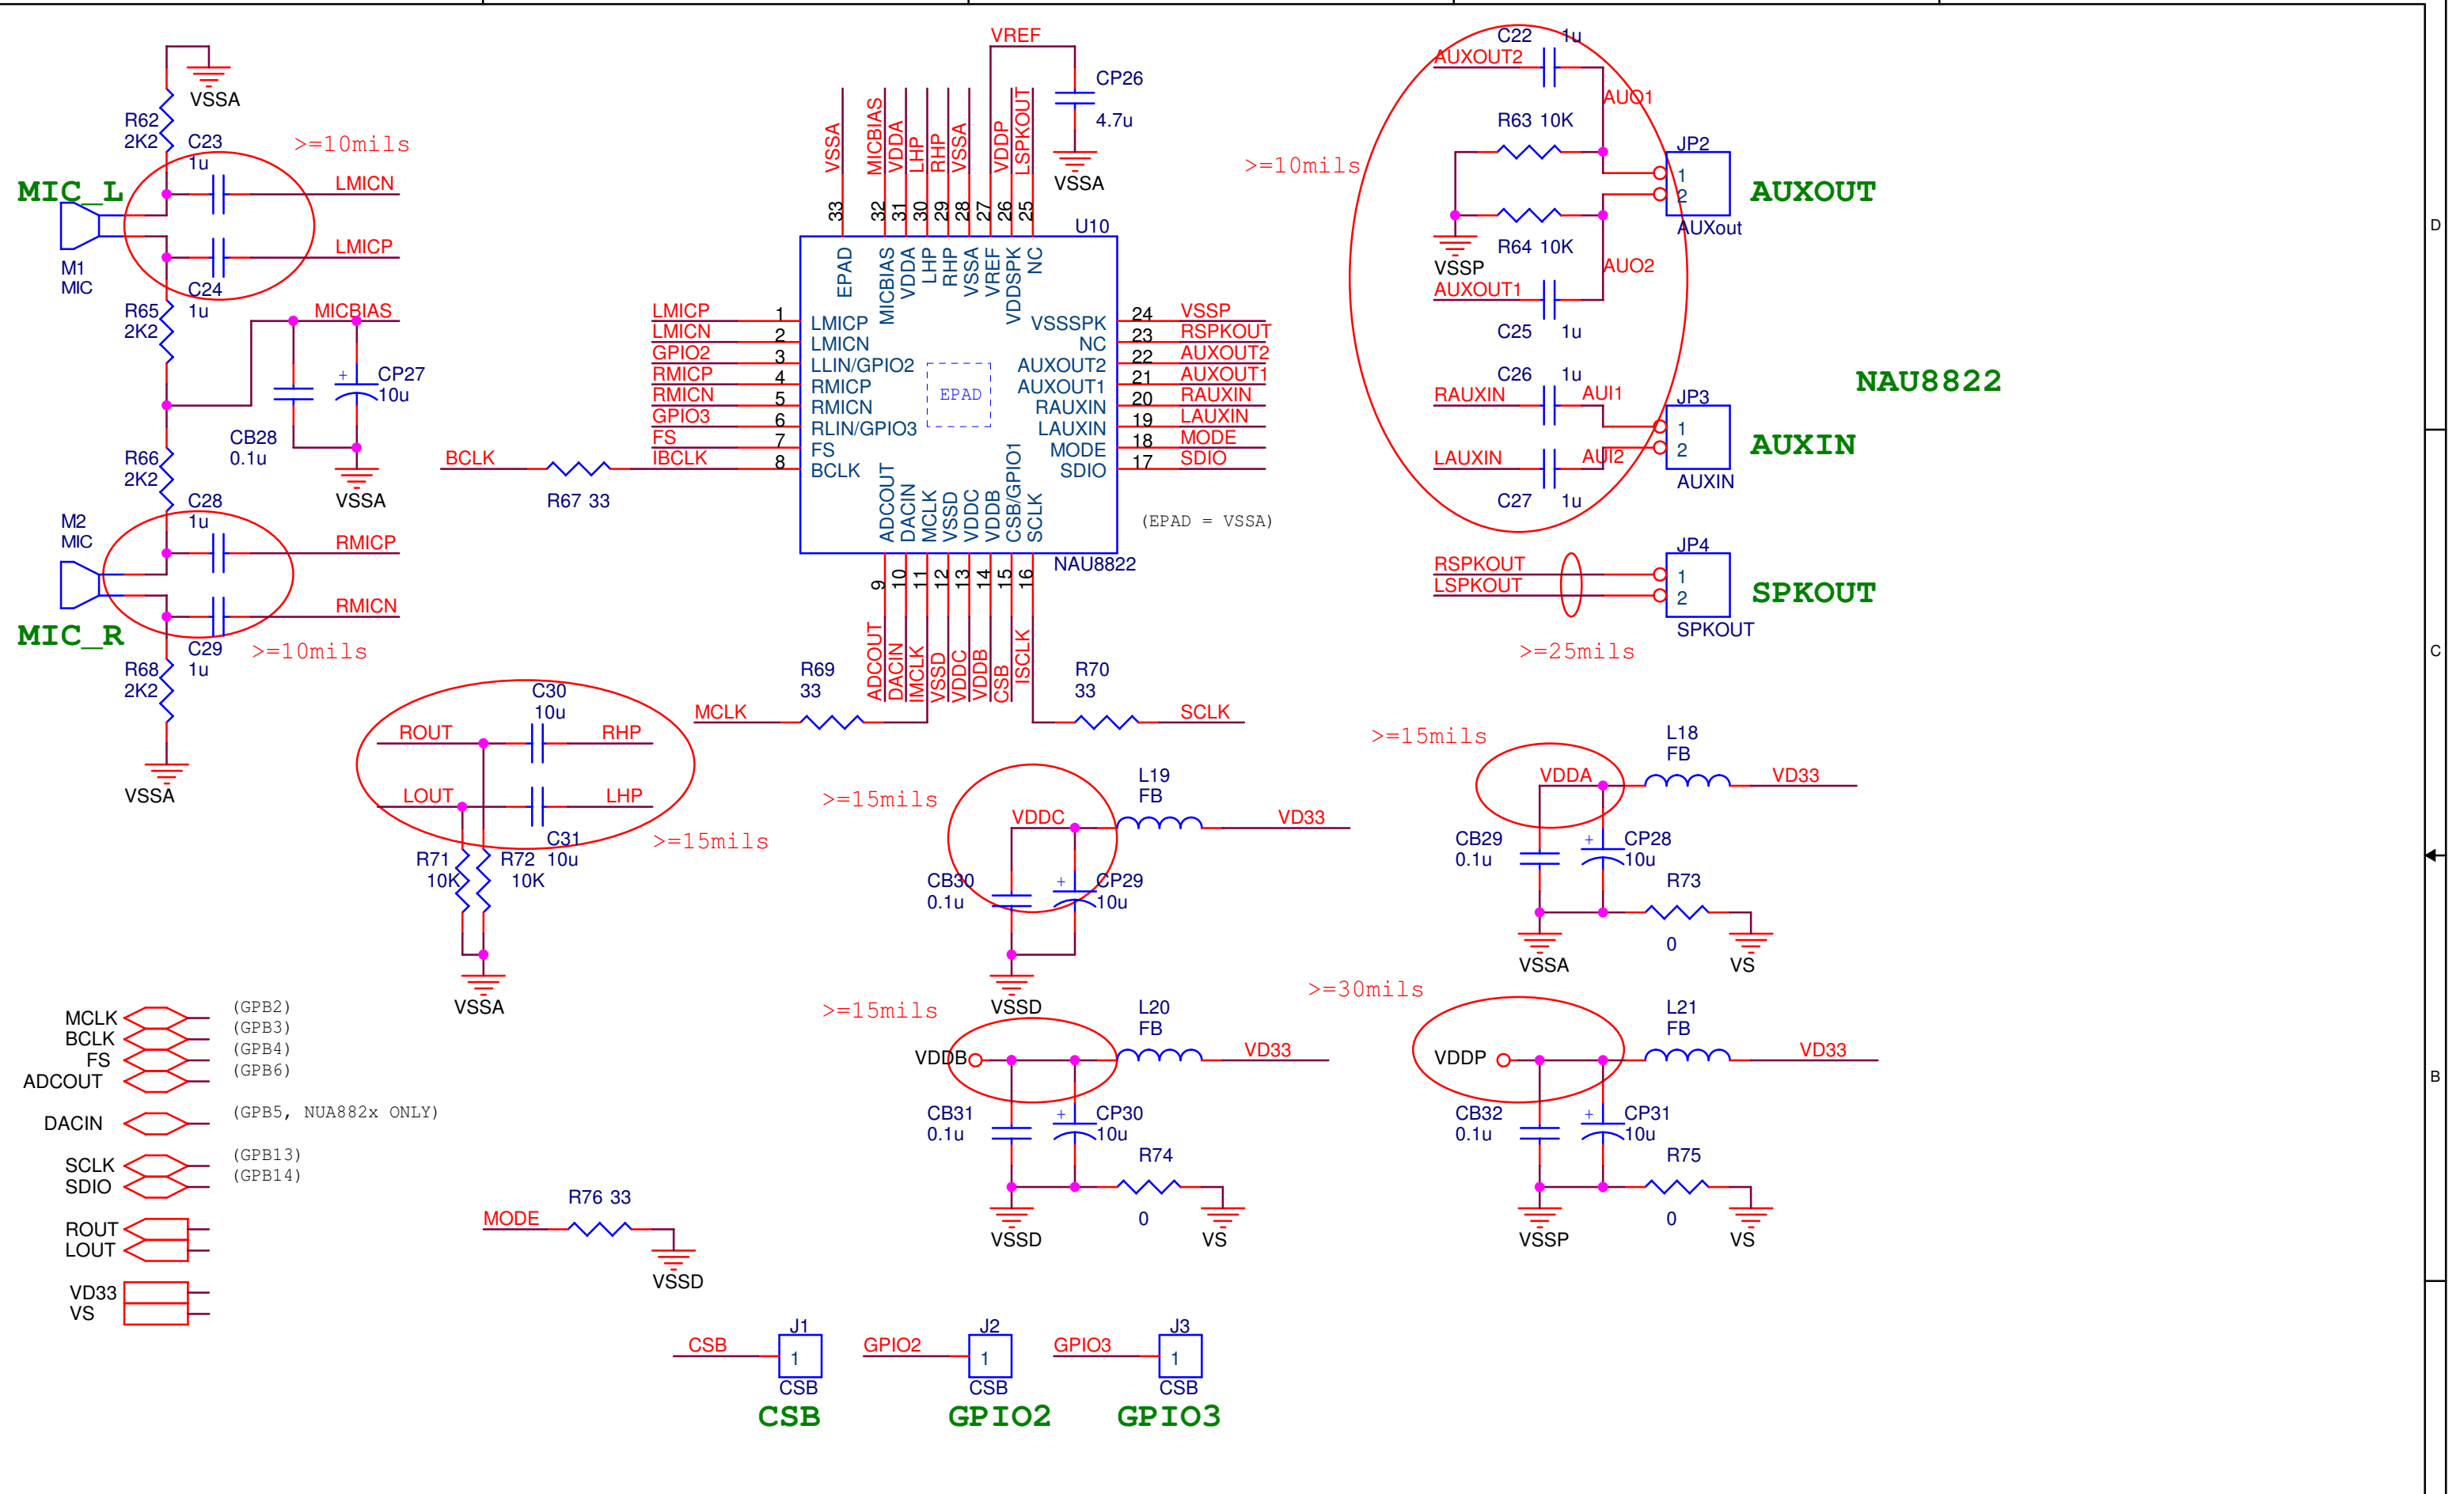 VSSA
R62
2K2
C23
1u
>=10mils
MIC_L
LMICN
LMICP
M1
MIC
C24
1u
R65
2K2
MICBIAS
CP27
10u
+
CB28
0.1u
VSSA
R66
2K2
C28
1u
M2
MIC
RMICP
RMICN
MIC_R
C29
1u
>=10mils
R68
2K2
VSSA
BCLK
R67 33
IBCLK
VREF
CP26
4.7u
VSSA
VSSA
MICBIAS
VDDA
LHP
RHP
VSSA
VDDP
LSPKOUT
33
32
31
30
29
28
27
26
25
U10
EPAD
MICBIAS
VDDA
LHP
RHP
VSSA
VREF
VDDSPK
NC
LMICP
LMICN
GPIO2
RMICP
RMICN
GPIO3
FS
1
2
3
4
5
6
7
8
LMICP
LMICN
LLIN/GPIO2
RMICP
RMICN
RLIN/GPIO3
FS
BCLK
EPAD
VSSSPK
NC
AUXOUT2
AUXOUT1
RAUXIN
LAUXIN
MODE
SDIO
24
23
22
21
20
19
18
17
VSSP
RSPKOUT
AUXOUT2
AUXOUT1
RAUXIN
LAUXIN
MODE
SDIO
ADCOUT
DACIN
MCLK
VSSD
VDDC
VDDB
CSB/GPIO1
SCLK
(EPAD = VSSA)
NAU8822
9
10
11
12
13
14
15
16
ADCOUT
DACIN
IMCLK
VSSD
VDDC
VDDB
CSB
ISCLK
R69
33
MCLK
R70
33
SCLK
C22
1u
AUXOUT2
AUO1
R63 10K
>=10mils
JP2
1
2
AUXout
AUXOUT
R64 10K
VSSP
AUO2
AUXOUT1
C25
1u
NAU8822
C26
1u
RAUXIN
AUI1
JP3
1
2
AUXIN
AUXIN
LAUXIN
AUI2
C27
1u
RSPKOUT
LSPKOUT
JP4
1
2
SPKOUT
SPKOUT
>=25mils
C30
10u
ROUT
RHP
LOUT
LHP
C31
10u
>=15mils
R71
10K
R72
10K
VSSA
>=15mils
L19
FB
VDDC
VD33
CB30
0.1u
+
CP29
10u
VSSD
>=15mils
L18
FB
VDDA
VD33
CB29
0.1u
+
CP28
10u
R73
0
VSSA
VS
>=15mils
L20
FB
VDDB
VD33
CB31
0.1u
+
CP30
10u
R74
0
VSSD
VS
>=30mils
L21
FB
VDDP
VD33
CB32
0.1u
+
CP31
10u
R75
0
VSSP
VS
MCLK
(GPB2)
BCLK
(GPB3)
FS
(GPB4)
ADCOUT
(GPB6)
DACIN
(GPB5, NUA882x ONLY)
SCLK
(GPB13)
SDIO
(GPB14)
ROUT
LOUT
VD33
VS
R76 33
MODE
VSSD
CSB
J1
1
CSB
CSB
GPIO2
J2
1
CSB
GPIO2
GPIO3
J3
1
CSB
GPIO3
D
C
B